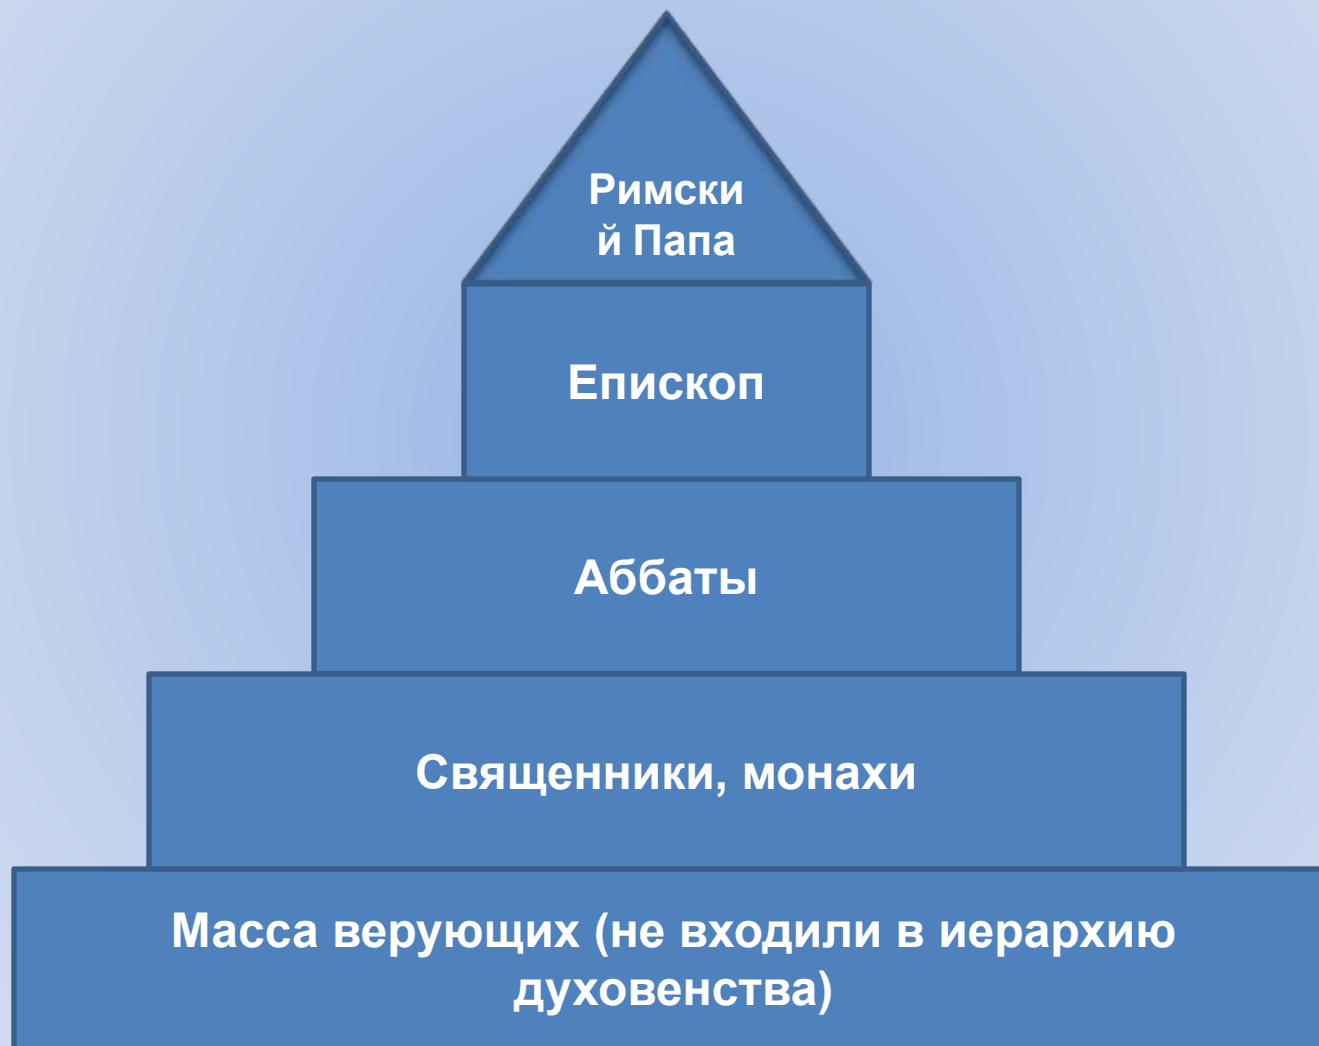 Римски
й Папа
Епископ
Аббаты
Священники, монахи
Масса верующих (не входили в иерархию
духовенства)